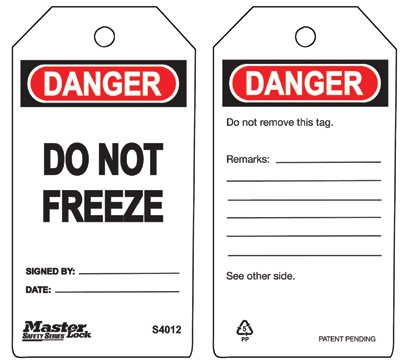 DANGER
DO NOT
FREEZE
SIGNED BY:
DATE:
Master Lock
SAFETY SERIES
S4012
DANGER
Do not remove this tag.
Remarks:
See other side.
5
PP
PATENT PENDING